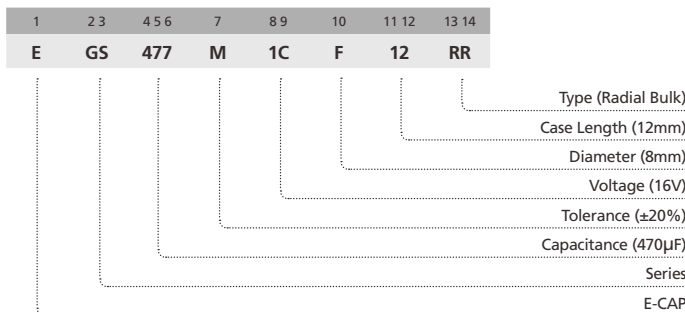 1 2 3 4 5 6 7 8 9 10 11 12 13 14
E GS 477 M 1C F 12 RR
Type (Radial Bulk)
Case Length (12mm)
Diameter (8mm)
Voltage (16V)
Tolerance (±20%)
Capacitance (470µF)
Series
E-CAP